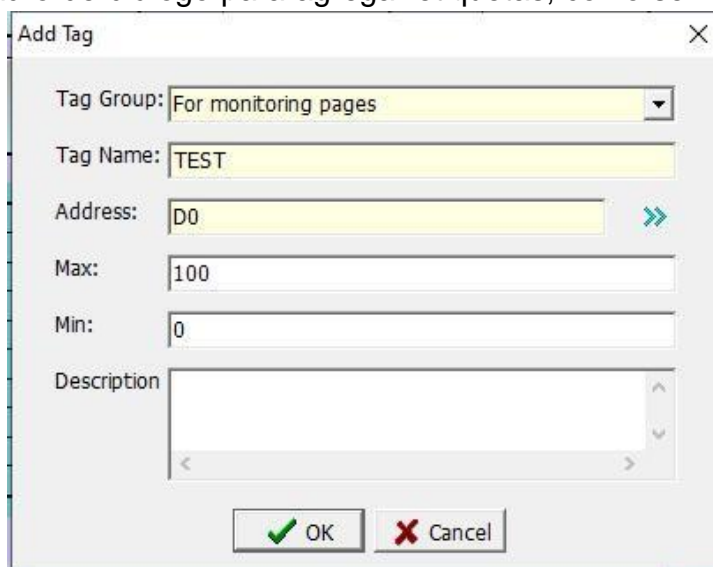 Add Tag
Tag Group: For monitoring pages
Tag Name: TEST
Address: D0
Max: 100
Min: 0
Description
OK Cancel